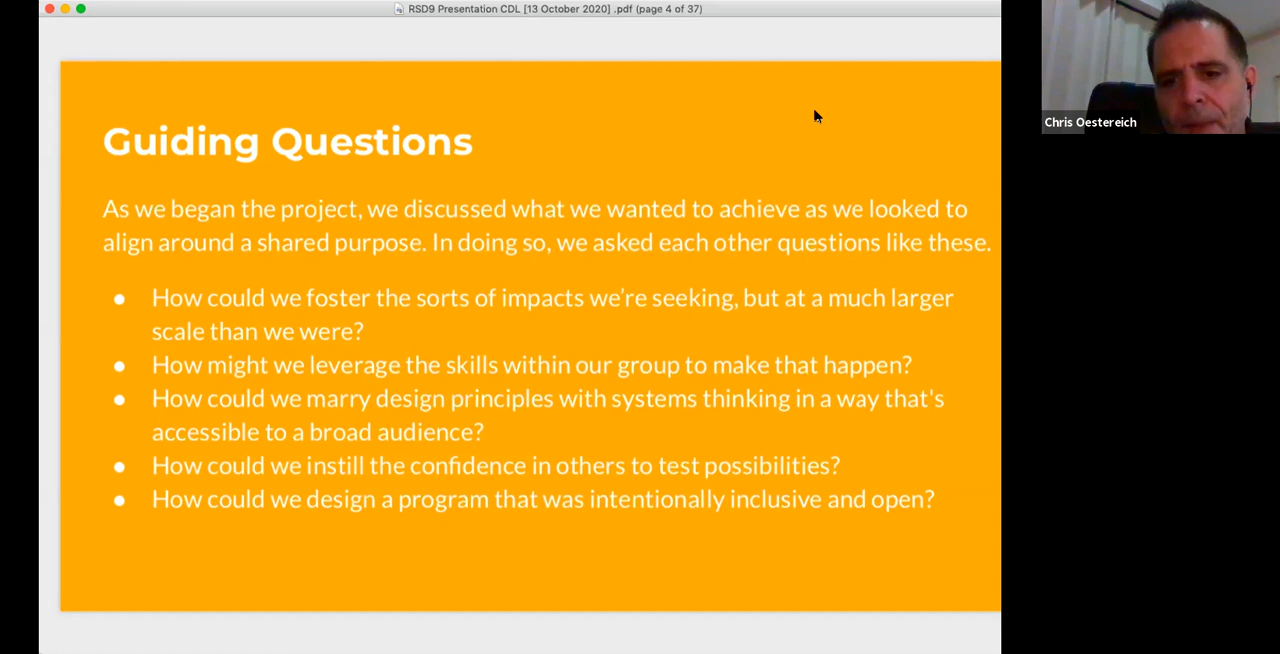 RSD9 Presentation CDL [13 October 2020] .pdf (page 4 of 37)
Guiding Questions
As we began the project, we discussed what we wanted to achieve as we looked to
align around a shared purpose. In doing so, we asked each other questions like these.
● How could we foster the sorts of impacts we’re seeking, but at a much larger
scale than we were?
● How might we leverage the skills within our group to make that happen?
● How could we marry design principles with systems thinking in a way that's
accessible to a broad audience?
● How could we instill the confidence in others to test possibilities?
● How could we design a program that was intentionally inclusive and open?
Chris Oestereich